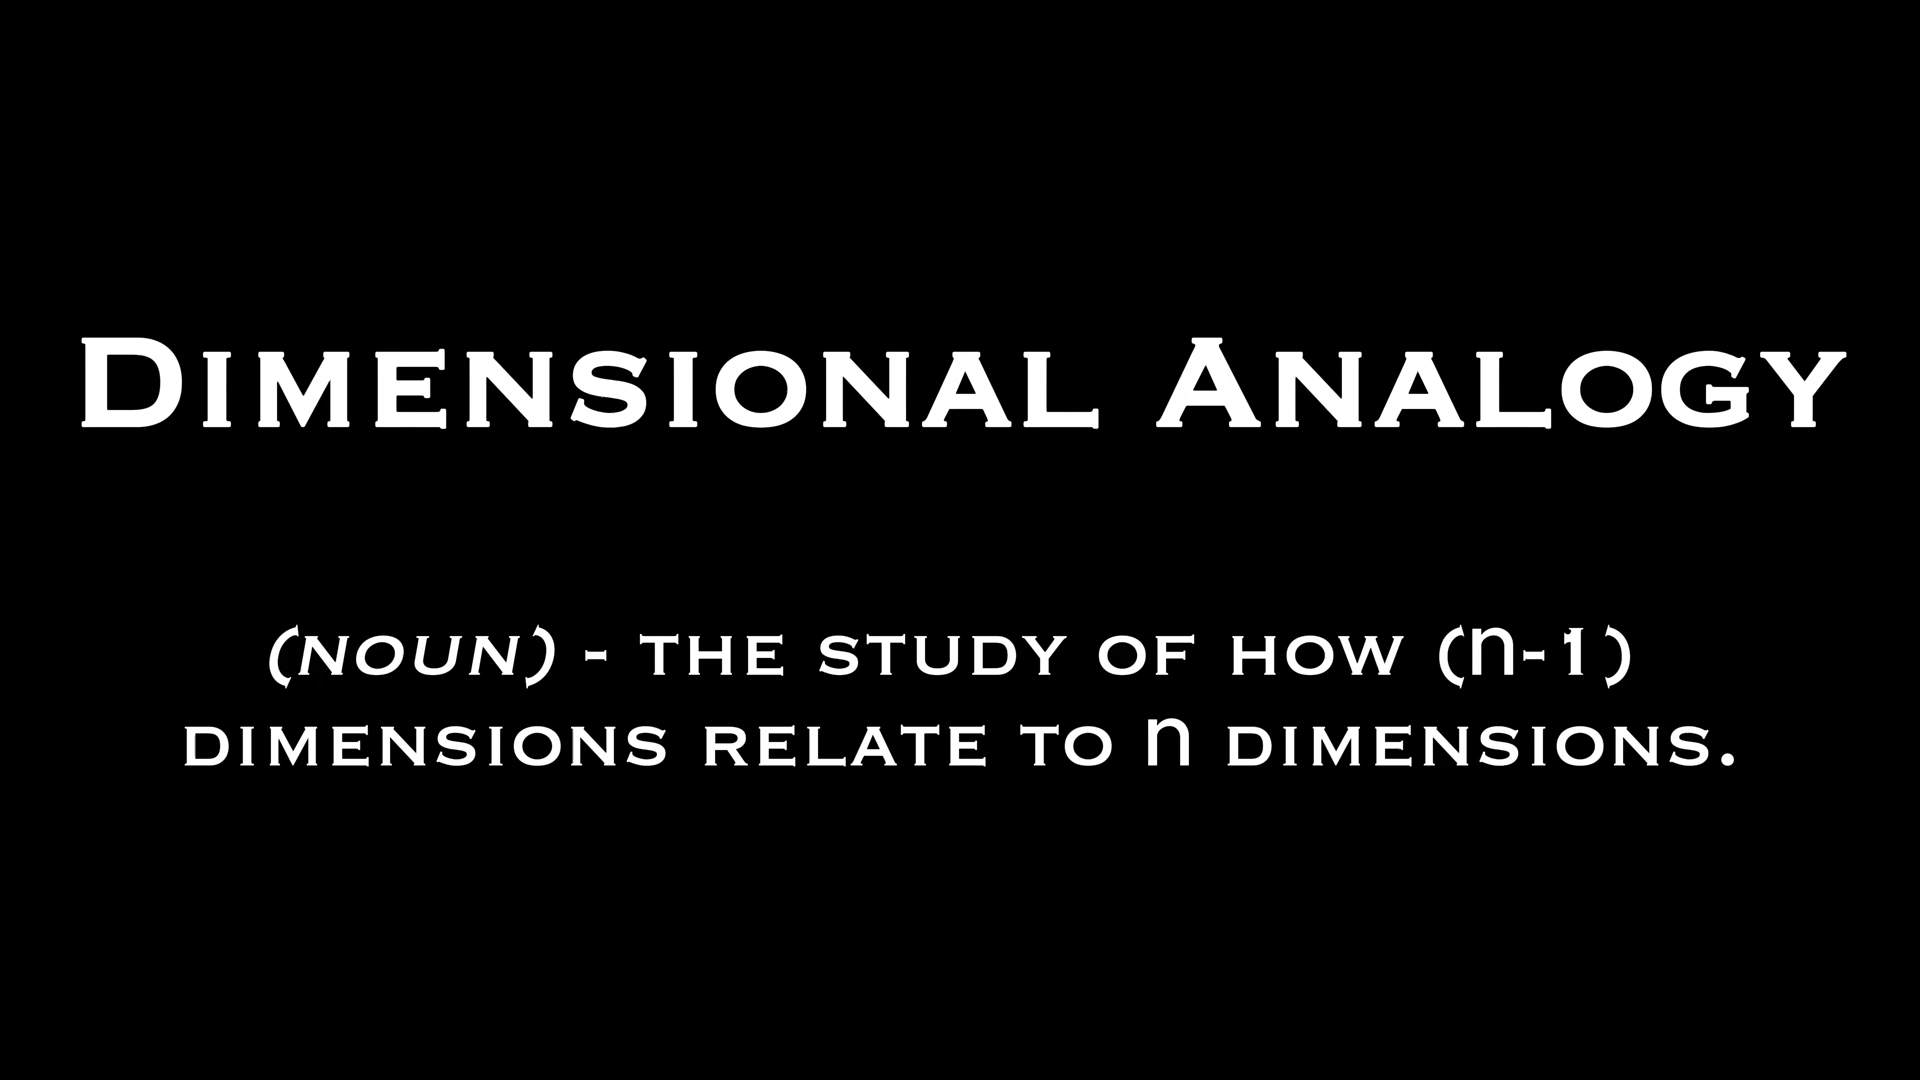 Dimensional Analogy
(noun) - the study of how (n-1)
dimensions relate to n dimensions.